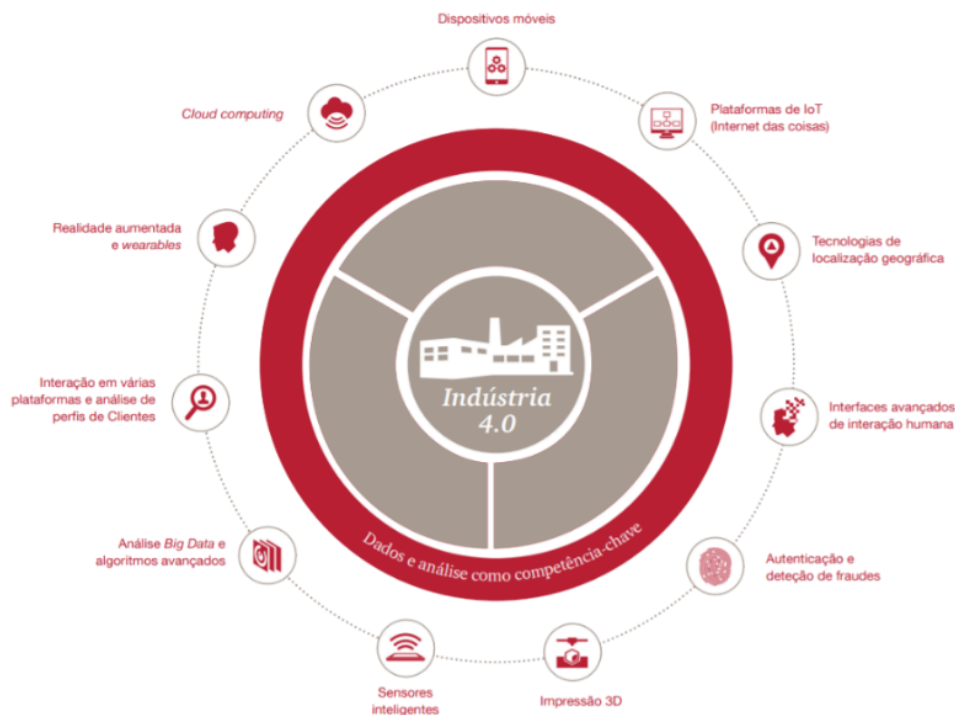 Dispositivos móveis
Cloud computing
Plataformas de IoT
(Internet das coisas)
Realidade aumentada
e wearables
Tecnologias de
localização geográfica
Indústria
4.0
Interação em várias
plataformas e análise de
perfis de Clientes
Interfaces avançados
de interação humana
Dados e análise como competência-chave
Análise Big Data e
algoritmos avançados
Autenticação e
deteção de fraudes
Sensores
inteligentes
Impressão 3D